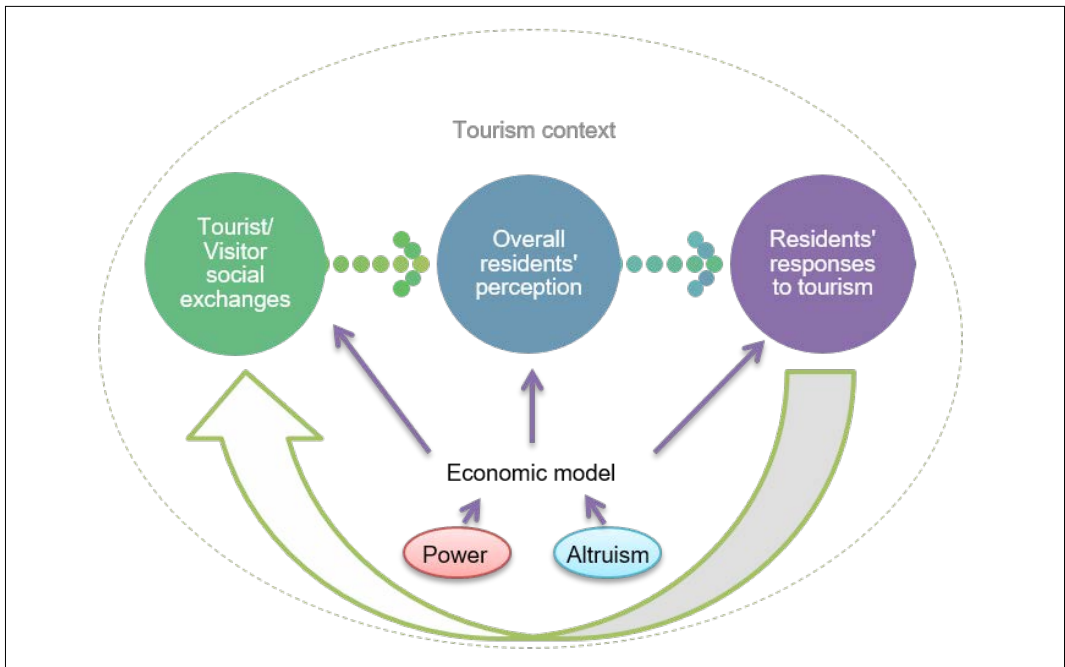 Tourism context
Tourist/
Visitor
social
exchanges
Overall
residents'
perception
Residents'
responses
to tourism
Economic model
Power
Altruism